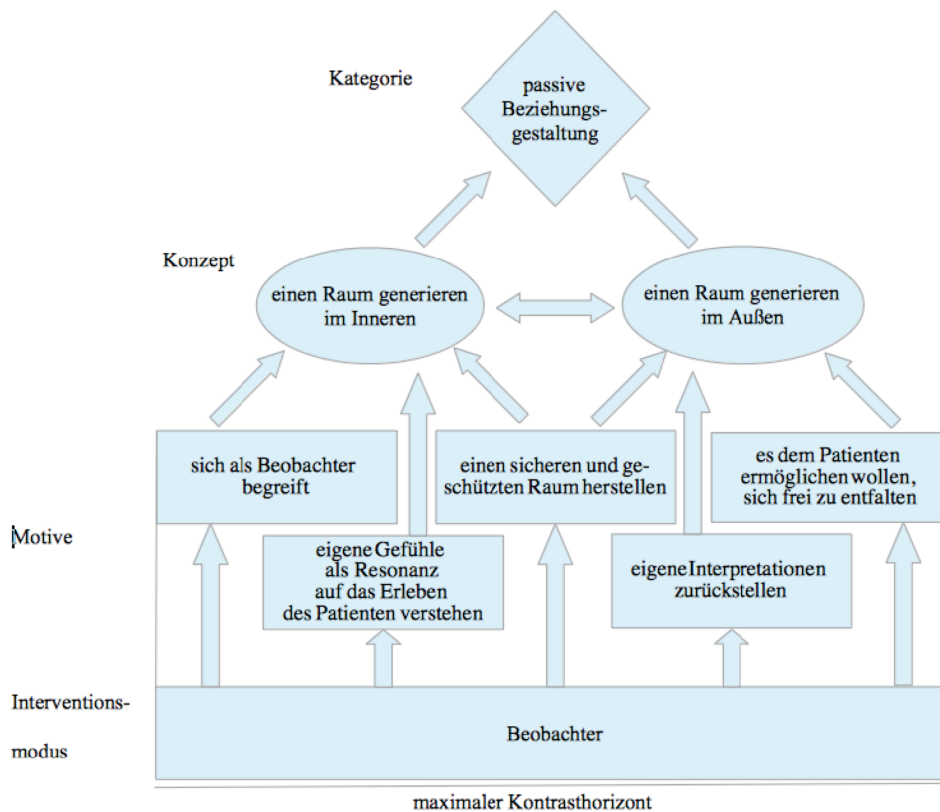 Kategorie
passive
Beziehungs-
gestaltung
Konzept
einen Raum generieren
im Inneren
einen Raum generieren
im Außen
Motive
sich als Beobachter
begreift
einen sicheren und ge-
schützten Raum herstellen
es dem Patienten
ermöglichen wollen,
sich frei zu entfalten
eigene Gefühle
als Resonanz
auf das Erleben
des Patienten verstehen
eigene Interpretationen
zurückstellen
Interventions-
modus
Beobachter
maximaler Kontrasthorizont